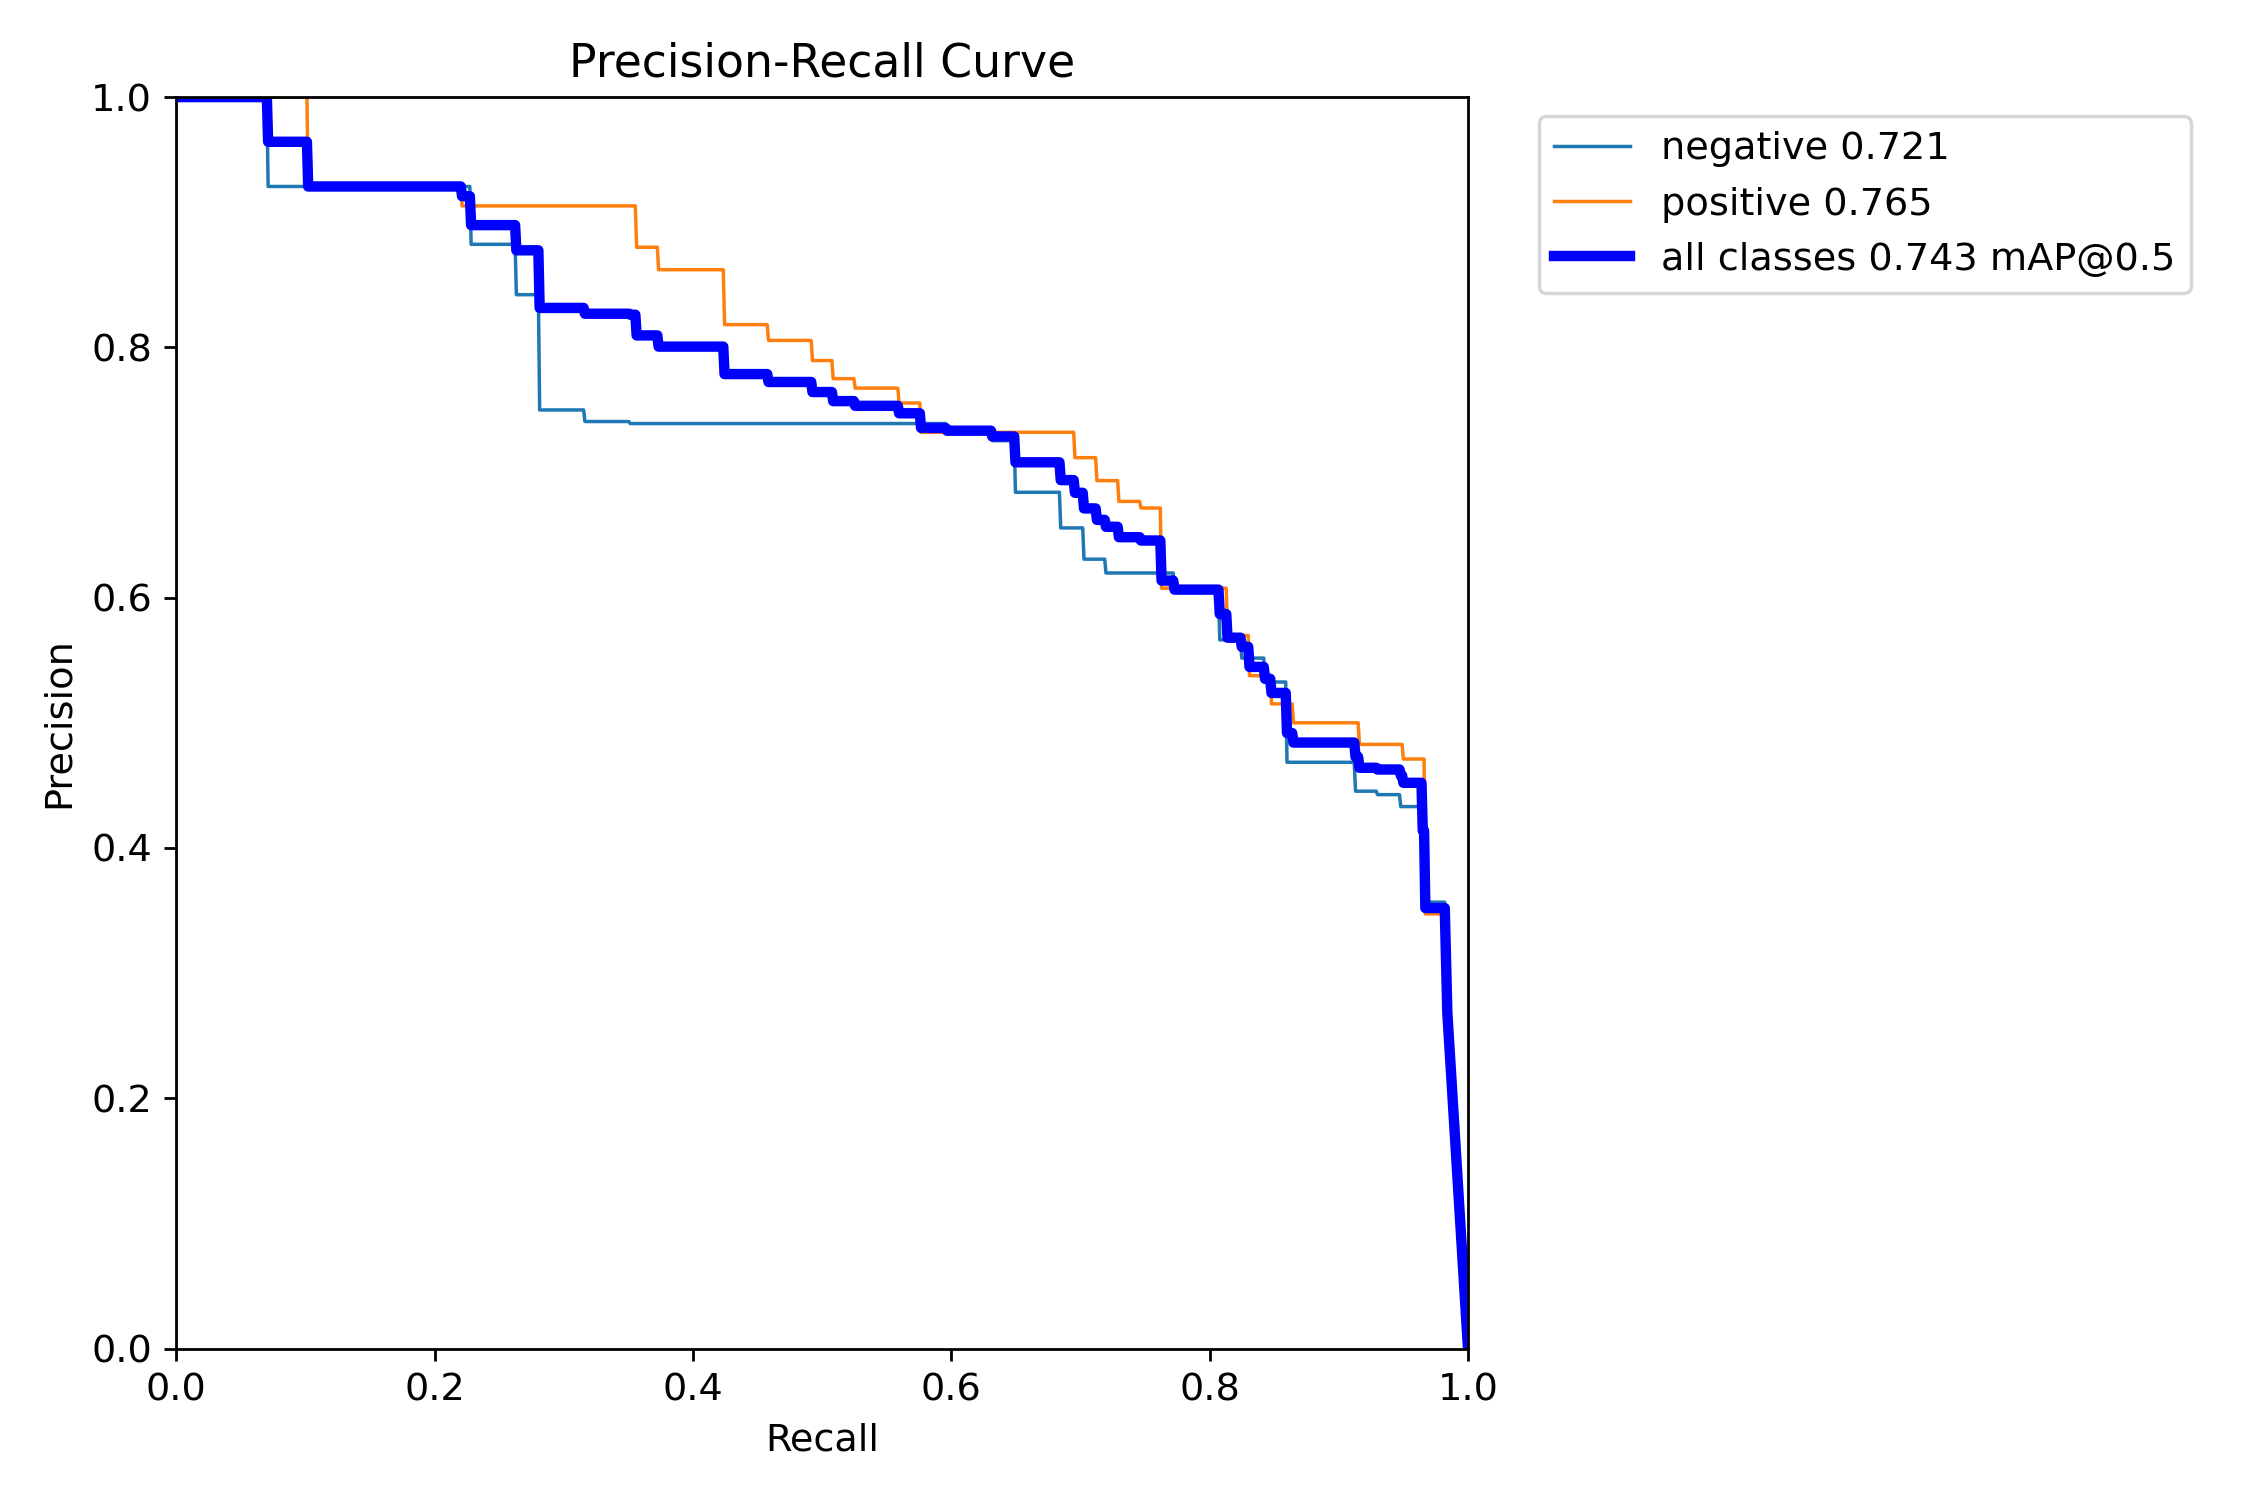 Precision-Recall Curve
1.0
0.8
0.6
0.4
0.2
0.0
Precision
0.0 0.2 0.4 0.6 0.8 1.0
Recall
negative 0.721
positive 0.765
all classes 0.743 mAP@0.5